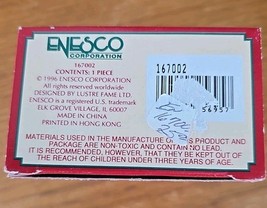 ENESCO
CORPORATION
167002
CONTENTS: 1 PIECE
© 1996 ENESCO CORPORATION
All rights reserved worldwide
DESIGNED BY LUSTRE FAME LTD.
ENESCO is a registered U.S. trademark
ELK GROVE VILLAGE, IL 60007
MADE IN CHINA
PRINTED IN HONG KONG
167002
MATERIALS USED IN THE MANUFACTURE OF THIS PRODUCT AND
PACKAGE ARE NON-TOXIC AND CONTAIN NO LEAD.
IT IS RECOMMENDED, HOWEVER, THAT THEY BE KEPT OUT OF
THE REACH OF CHILDREN UNDER THREE YEARS OF AGE.